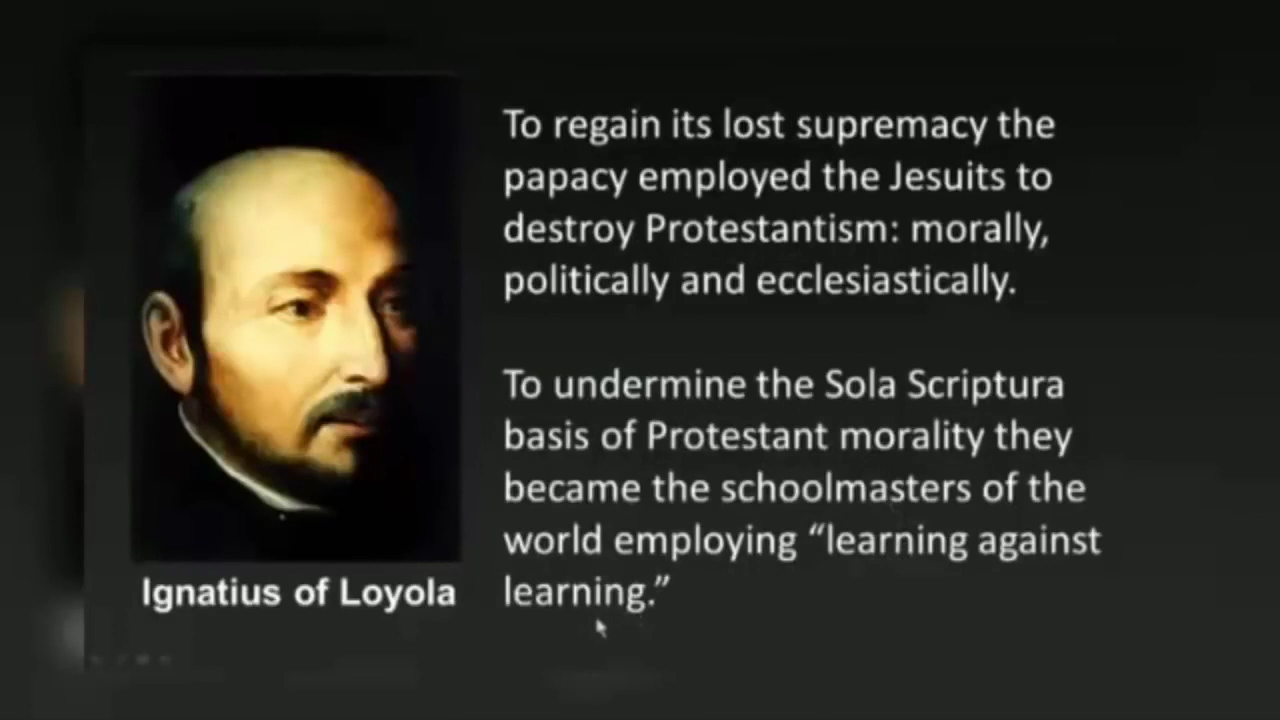 To regain its lost supremacy the
papacy employed the Jesuits to
destroy Protestantism: morally,
politically and ecclesiastically.
To undermine the Sola Scriptura
basis of Protestant morality they
became the schoolmasters of the
world employing “learning against
learning.”
Ignatius of Loyola